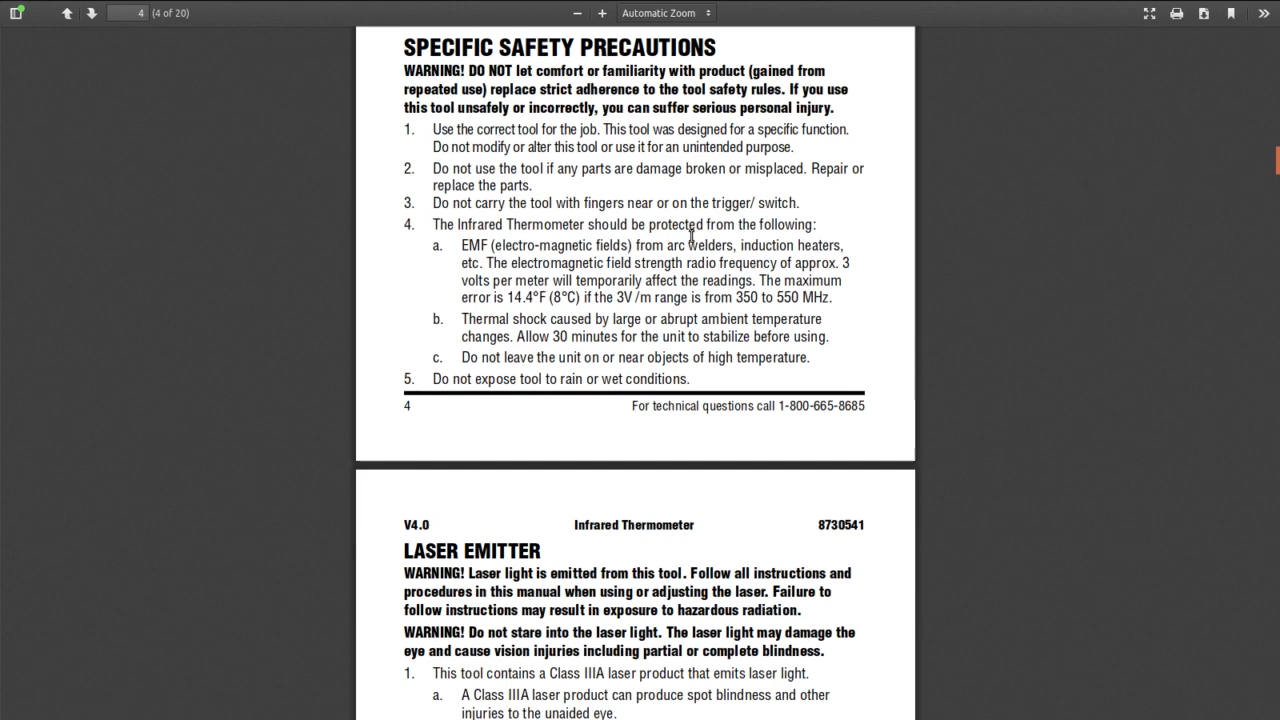 4 (4 of 20) Automatic Zoom
SPECIFIC SAFETY PRECAUTIONS
WARNING! DO NOT let comfort or familiarity with product (gained from
repeated use) replace strict adherence to the tool safety rules. If you use
this tool unsafely or incorrectly, you can suffer serious personal injury.
1. Use the correct tool for the job. This tool was designed for a specific function.
Do not modify or alter this tool or use it for an unintended purpose.
2. Do not use the tool if any parts are damage broken or misplaced. Repair or
replace the parts.
3. Do not carry the tool with fingers near or on the trigger/ switch.
4. The Infrared Thermometer should be protected from the following:
a. EMF (electro-magnetic fields) from arc welders, induction heaters,
etc. The electromagnetic field strength radio frequency of approx. 3
volts per meter will temporarily affect the readings. The maximum
error is 14.4°F (8°C) if the 3V /m range is from 350 to 550 MHz.
b. Thermal shock caused by large or abrupt ambient temperature
changes. Allow 30 minutes for the unit to stabilize before using.
c. Do not leave the unit on or near objects of high temperature.
5. Do not expose tool to rain or wet conditions.
4 For technical questions call 1-800-665-8685
V4.0 Infrared Thermometer 8730541
LASER EMITTER
WARNING! Laser light is emitted from this tool. Follow all instructions and
procedures in this manual when using or adjusting the laser. Failure to
follow instructions may result in exposure to hazardous radiation.
WARNING! Do not stare into the laser light. The laser light may damage the
eye and cause vision injuries including partial or complete blindness.
1. This tool contains a Class IIIA laser product that emits laser light.
a. A Class IIIA laser product can produce spot blindness and other
injuries to the unaided eye.